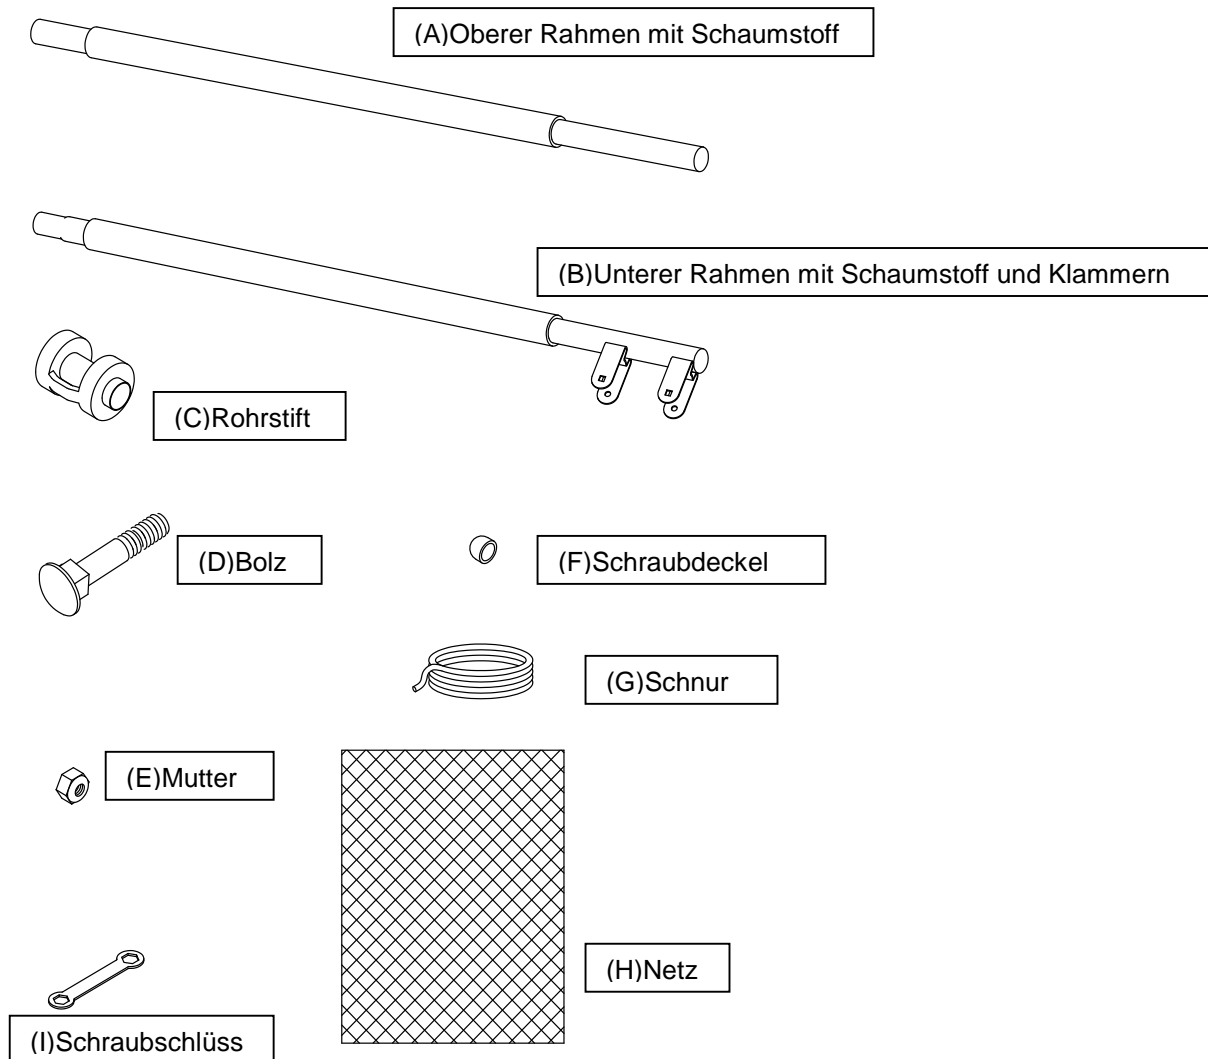 (A)Oberer Rahmen mit Schaumstoff
(B)Unterer Rahmen mit Schaumstoff und Klammern
(C)Rohrstift
(D)Bolz
(F)Schraubdeckel
(G)Schnur
(E)Mutter
(H)Netz
(I)Schraubschlüss